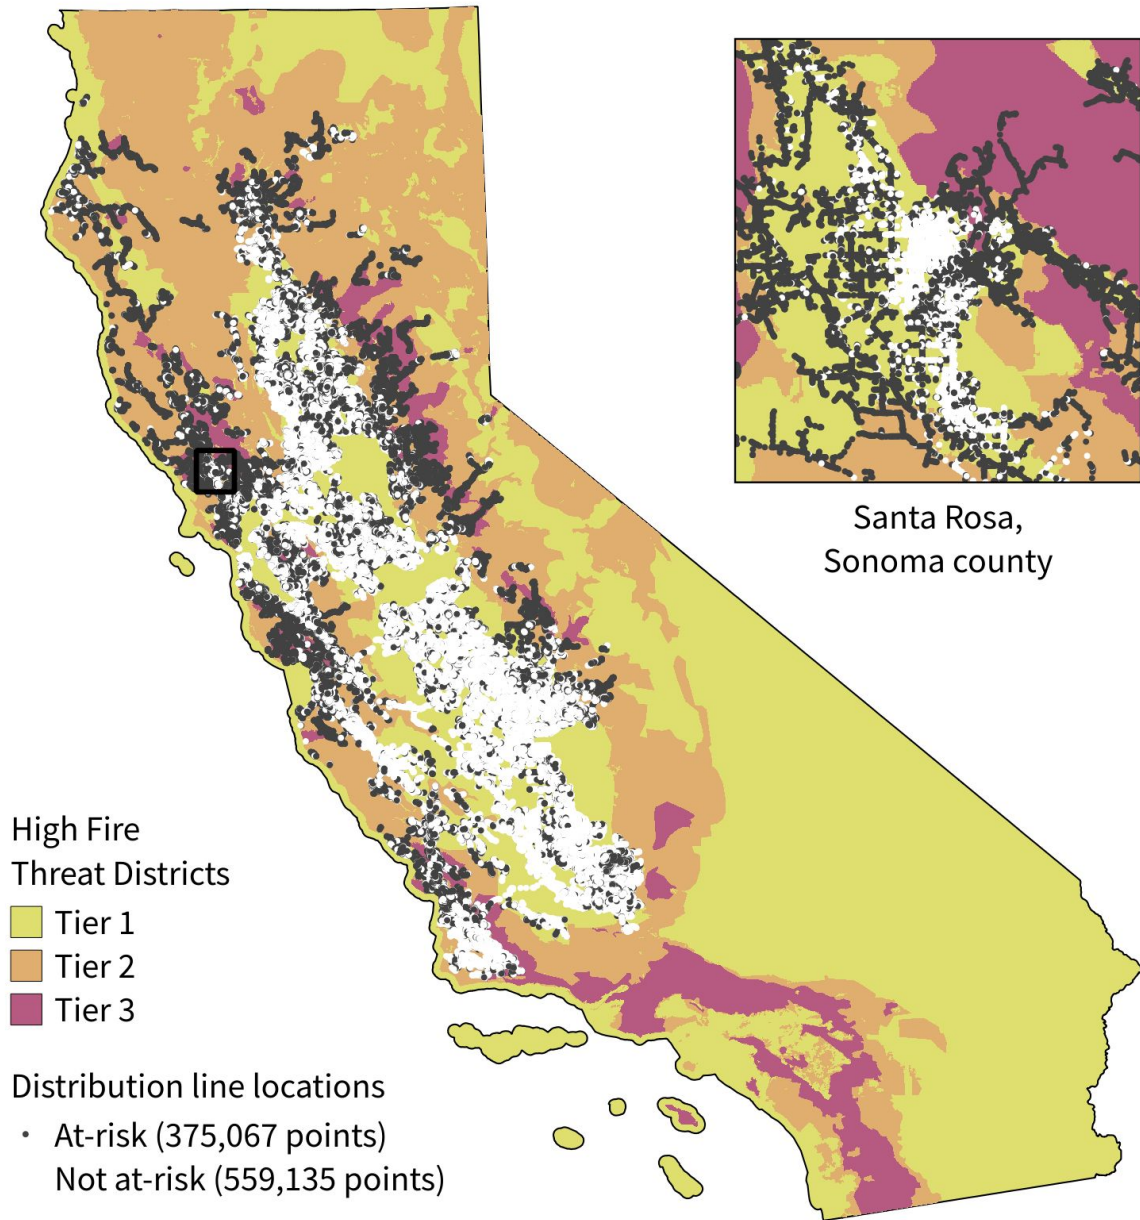 Santa Rosa,
Sonoma county
High Fire
Threat Districts
Tier 1
Tier 2
Tier 3
Distribution line locations
At-risk (375,067 points)
Not at-risk (559,135 points)